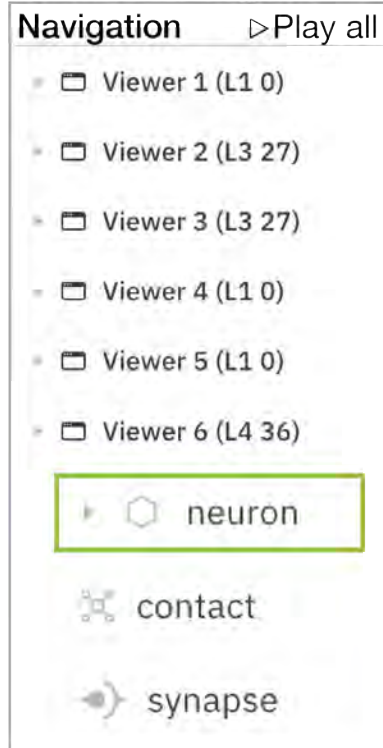 Navigation ▷Play all
Viewer 1 (L1 0)
Viewer 2 (L3 27)
Viewer 3 (L3 27)
Viewer 4 (L1 0)
Viewer 5 (L1 0)
Viewer 6 (L4 36)
neuron
contact
synapse